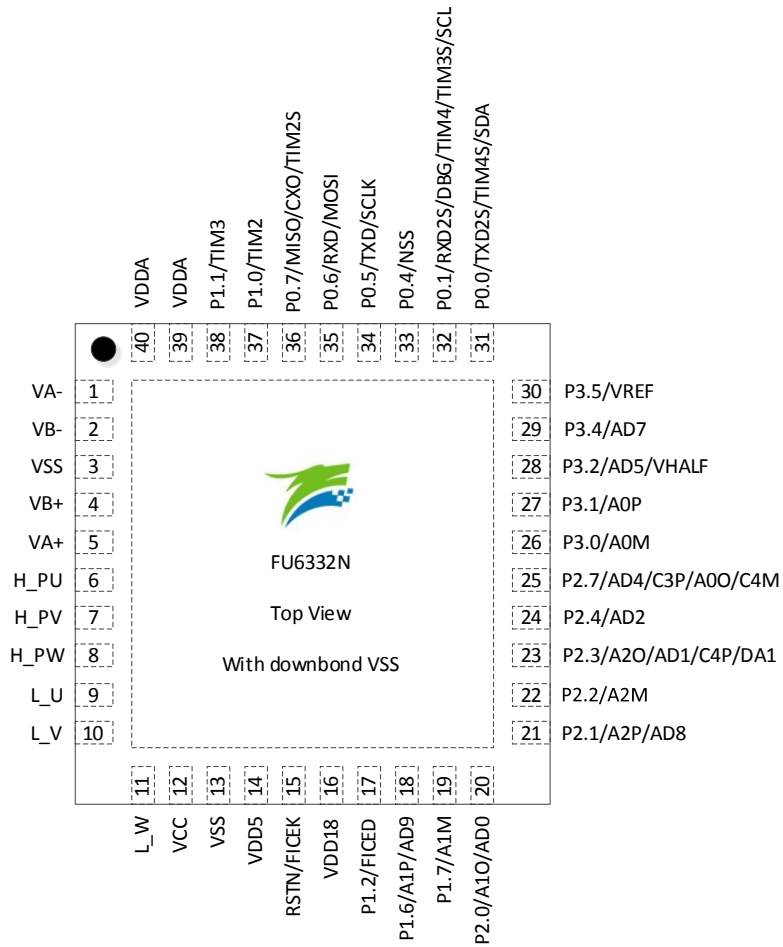 VDDA
VDDA
P1.1/TIM3
P1.0/TIM2
P0.7/MISO/CXO/TIM2S
P0.6/RXD/MOSI
P0.5/TXD/SCLK
P0.4/NSS
P0.1/RXD2S/DBG/TIM4/TIM3S/SCL
P0.0/TXD2S/TIM4S/SDA
40
39
38
37
36
35
34
33
32
31
VA- 1
VB- 2
VSS 3
VB+ 4
VA+ 5
H_PU 6
H_PV 7
H_PW 8
L_U 9
L_V 10
FU6332N
Top View
With downbond VSS
30 P3.5/VREF
29 P3.4/AD7
28 P3.2/AD5/VHALF
27 P3.1/A0P
26 P3.0/A0M
25 P2.7/AD4/C3P/A0O/C4M
24 P2.4/AD2
23 P2.3/A2O/AD1/C4P/DA1
22 P2.2/A2M
21 P2.1/A2P/AD8
11
12
13
14
15
16
17
18
19
20
L_W
VCC
VSS
VDD5
RSTN/FICEK
VDD18
P1.2/FICED
P1.6/A1P/AD9
P1.7/A1M
P2.0/A1O/AD0